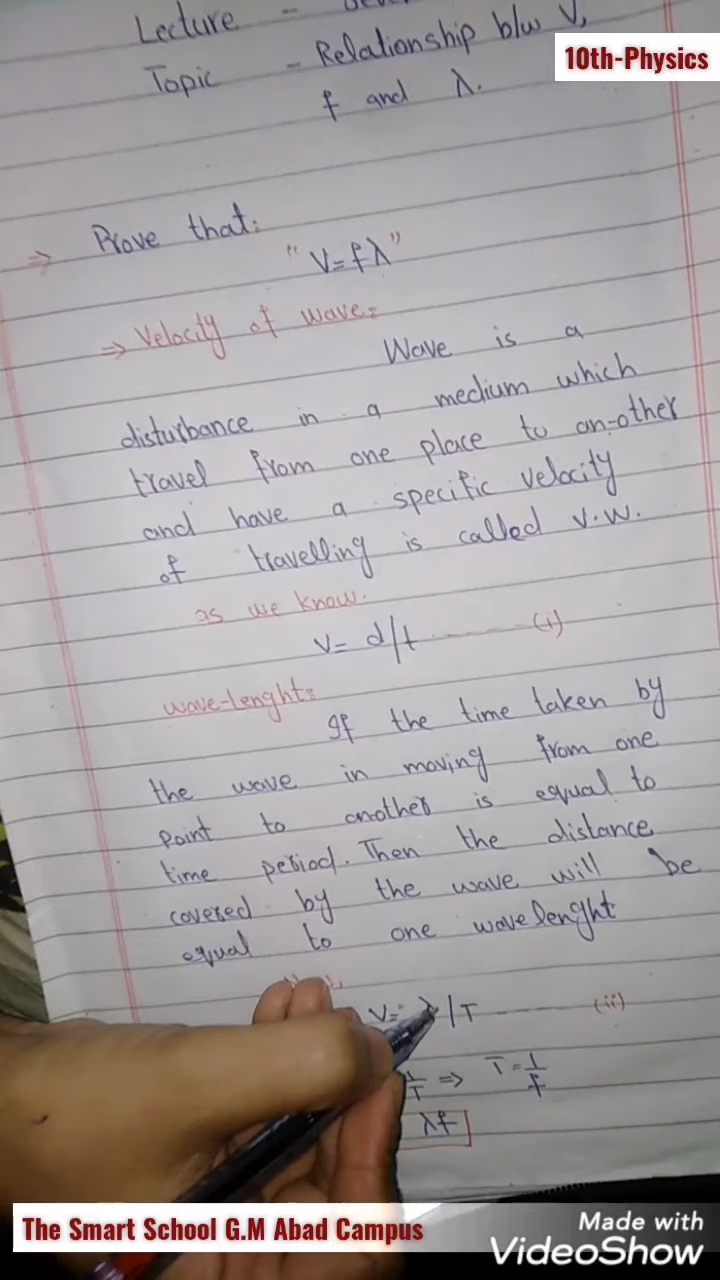 Lecture -
10th-Physics
Topic - Relationship b/w V,
f and λ.
⇒ Prove that:
"V=fλ"
⇒ Velocity of wave:
Wave is a
disturbance in a medium which
travel from one place to an-other
and have a specific velocity
of travelling is called v.w.
as we know.
V= d/t ------ (i)
wave-lenght:
If the time taken by
the wave in moving from one
point to another is equal to
time period. Then the distance
covered by the wave will be
equal to one wavelenght
V= λ/T ------ (ii)
⇒ T = 1/f
λf
The Smart School G.M Abad Campus
Made with
VideoShow